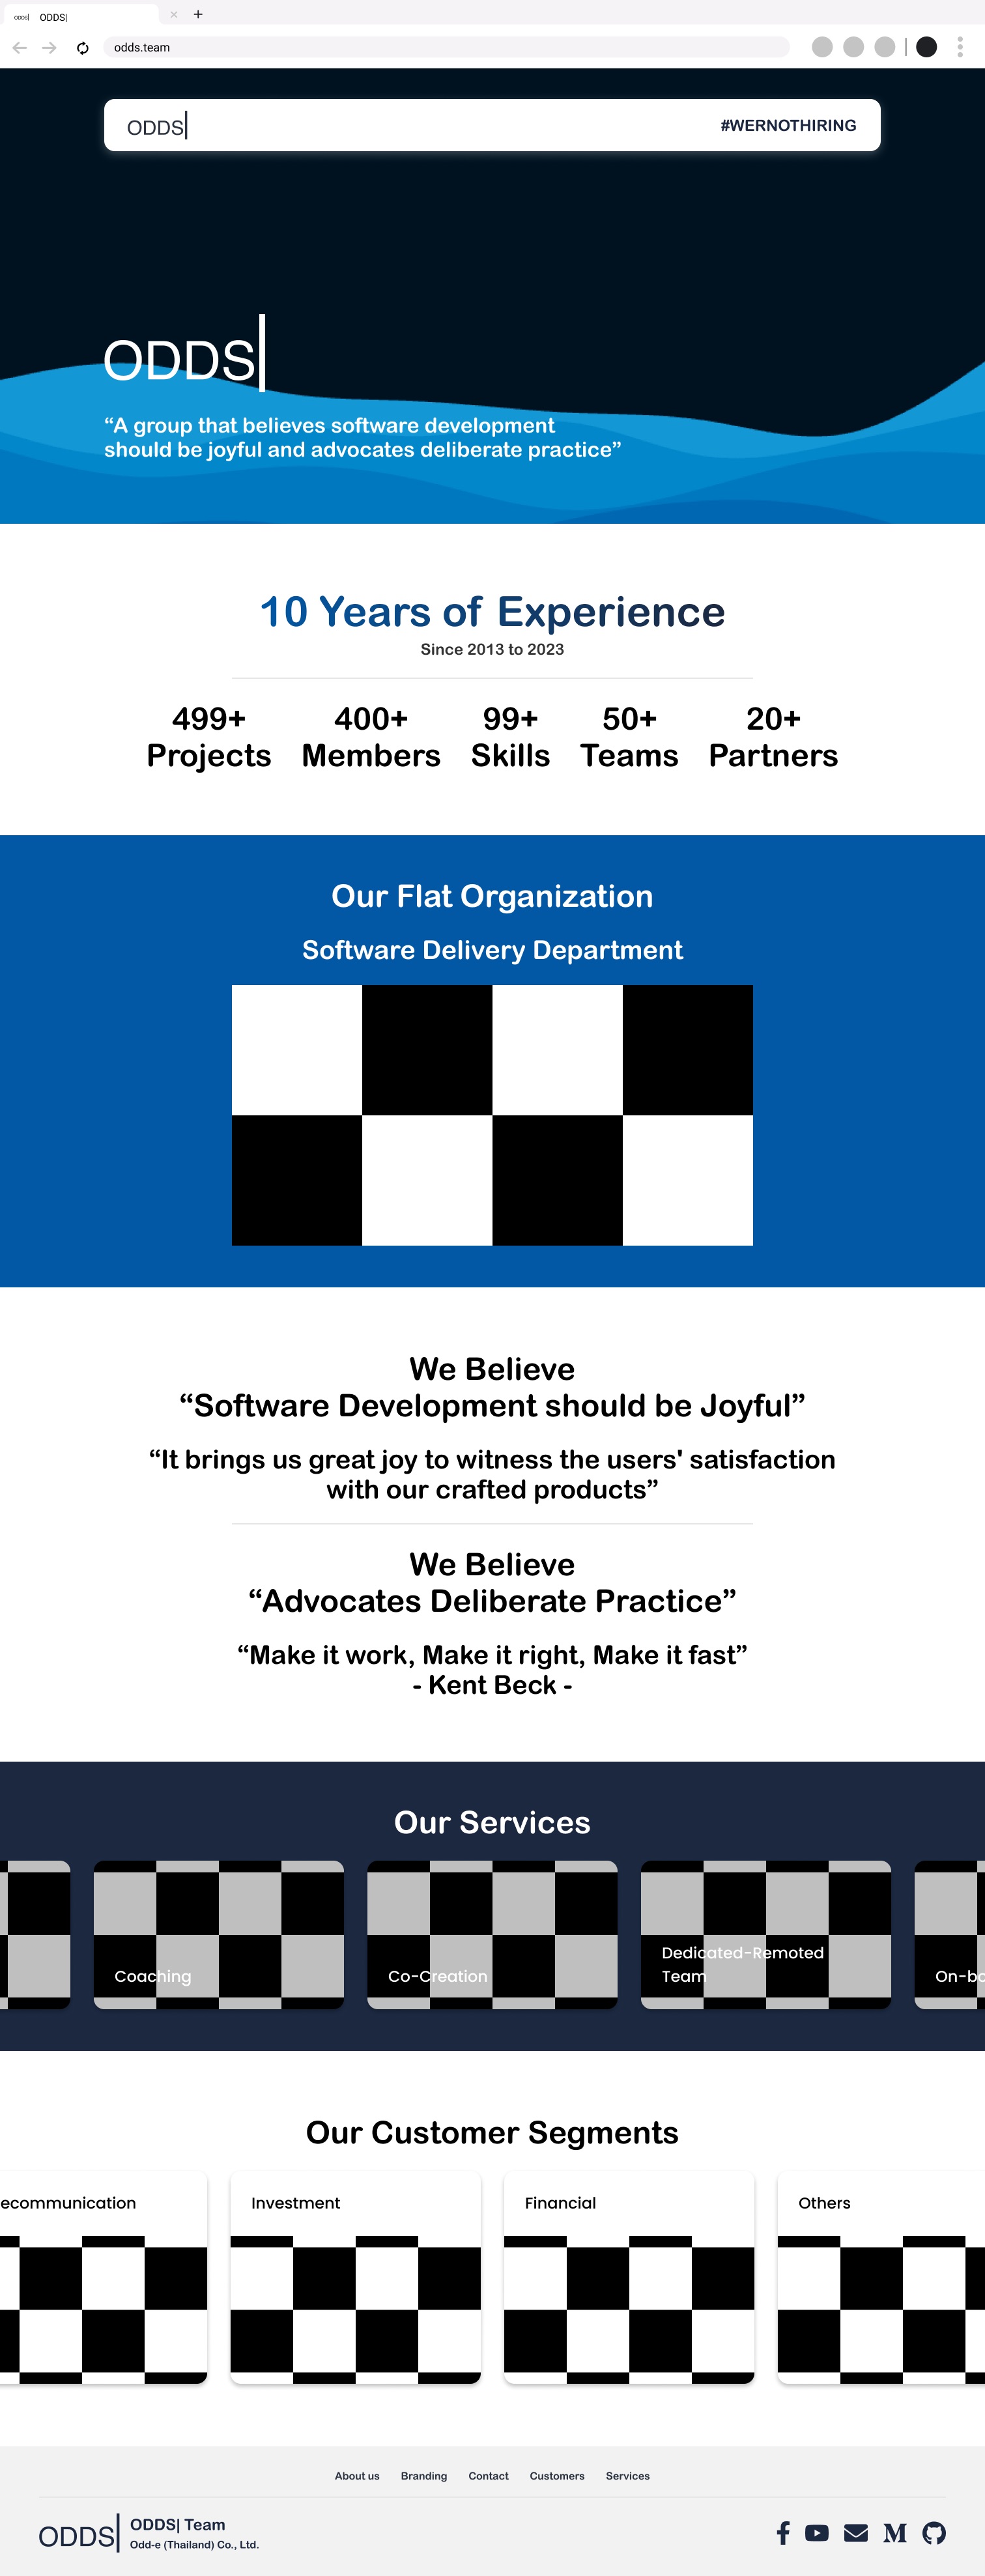 ODDS| ODDS|
odds.team
ODDS|
#WERNOTHIRING
ODDS|
“A group that believes software development
should be joyful and advocates deliberate practice”
10 Years of Experience
Since 2013 to 2023
499+ 400+ 99+ 50+ 20+
Projects Members Skills Teams Partners
Our Flat Organization
Software Delivery Department
We Believe
“Software Development should be Joyful”
“It brings us great joy to witness the users' satisfaction
with our crafted products”
We Believe
“Advocates Deliberate Practice”
“Make it work, Make it right, Make it fast”
- Kent Beck -
Our Services
Coaching
Co-Creation
Dedicated-Remoted
Team
On-bo
Our Customer Segments
ecommunication
Investment
Financial
Others
About us Branding Contact Customers Services
ODDS|
ODDS| Team
Odd-e (Thailand) Co., Ltd.